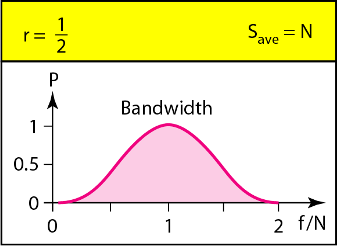 r = 1/2
S_ave = N
P
Bandwidth
1
0.5
0
0 1 2 f/N